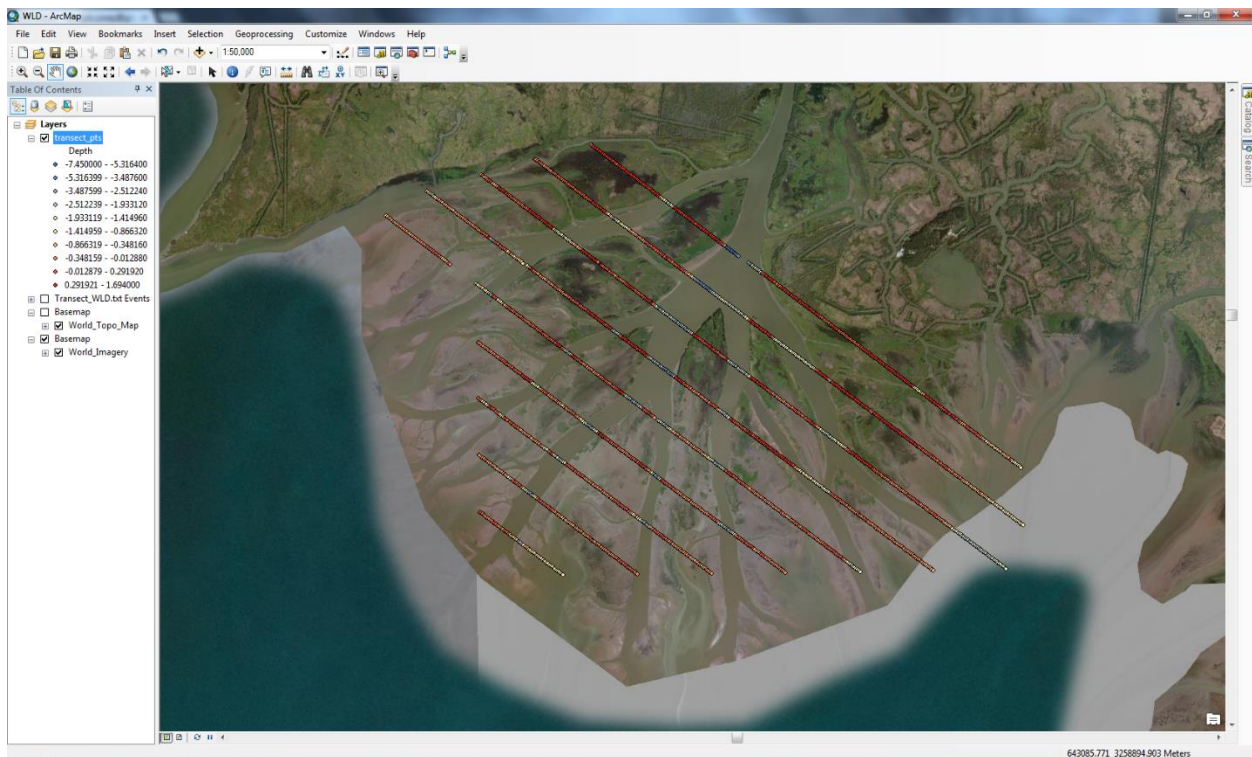 WLD - ArcMap
File Edit View Bookmarks Insert Selection Geoprocessing Customize Windows Help
1:50,000
Table Of Contents
Layers
transect_pts
Depth
-7.450000 - -5.316400
-5.316399 - -3.487600
-3.487599 - -2.512240
-2.512239 - -1.933120
-1.933119 - -1.414960
-1.414959 - -0.866320
-0.866319 - -0.348160
-0.348159 - -0.012880
-0.012879 - 0.291920
0.291921 - 1.694000
Transect_WLD.txt Events
Basemap
World_Topo_Map
Basemap
World_Imagery
Catalog
Search
643085.771 3258894.903 Meters